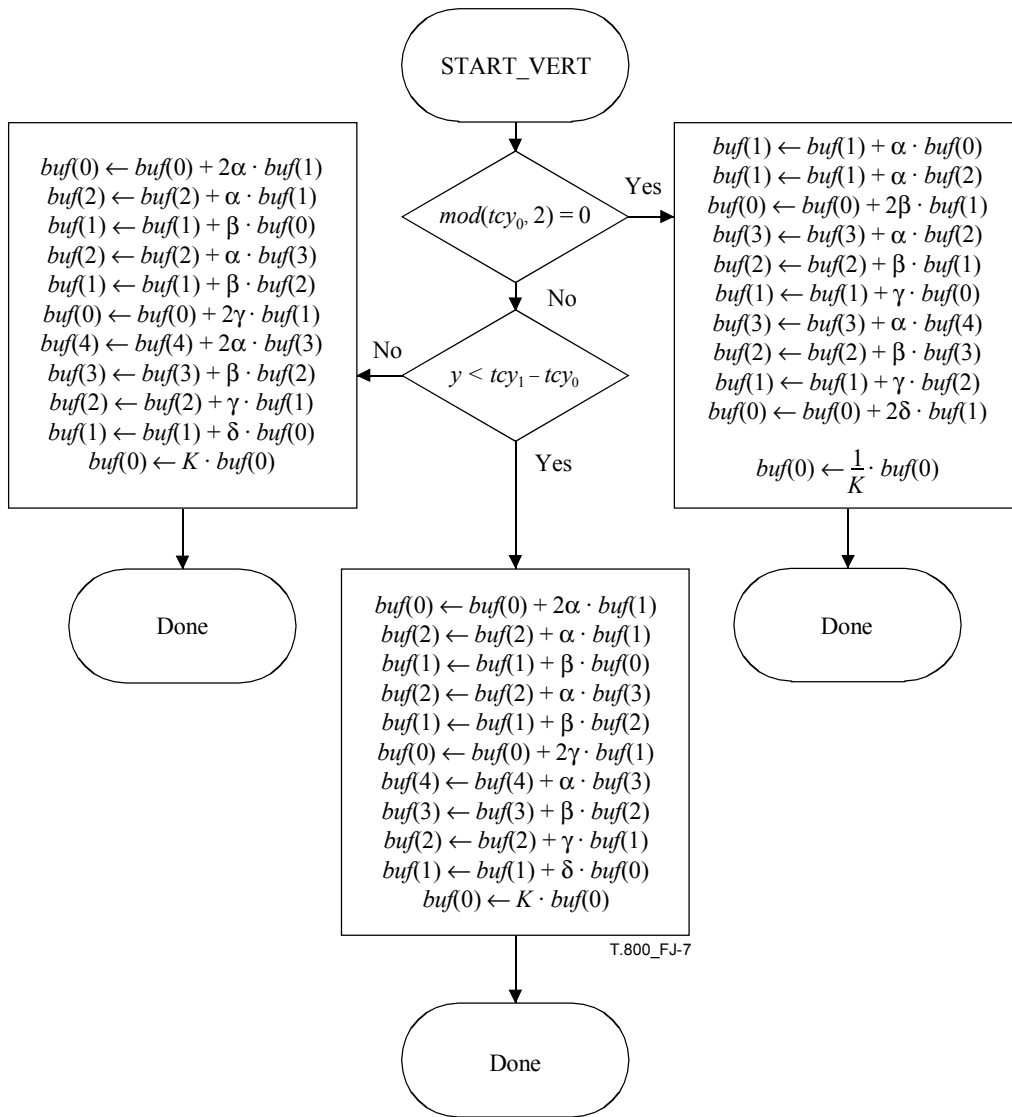 START_VERT
mod(tcy₀, 2) = 0
Yes
No
y < tcy₁ – tcy₀
No
Yes
buf(0) ← buf(0) + 2α · buf(1)
buf(2) ← buf(2) + α · buf(1)
buf(1) ← buf(1) + β · buf(0)
buf(2) ← buf(2) + α · buf(3)
buf(1) ← buf(1) + β · buf(2)
buf(0) ← buf(0) + 2γ · buf(1)
buf(4) ← buf(4) + 2α · buf(3)
buf(3) ← buf(3) + β · buf(2)
buf(2) ← buf(2) + γ · buf(1)
buf(1) ← buf(1) + δ · buf(0)
buf(0) ← K · buf(0)
Done
buf(1) ← buf(1) + α · buf(0)
buf(1) ← buf(1) + α · buf(2)
buf(0) ← buf(0) + 2β · buf(1)
buf(3) ← buf(3) + α · buf(2)
buf(2) ← buf(2) + β · buf(1)
buf(1) ← buf(1) + γ · buf(0)
buf(3) ← buf(3) + α · buf(4)
buf(2) ← buf(2) + β · buf(3)
buf(1) ← buf(1) + γ · buf(2)
buf(0) ← buf(0) + 2δ · buf(1)
buf(0) ← 1/K · buf(0)
Done
buf(0) ← buf(0) + 2α · buf(1)
buf(2) ← buf(2) + α · buf(1)
buf(1) ← buf(1) + β · buf(0)
buf(2) ← buf(2) + α · buf(3)
buf(1) ← buf(1) + β · buf(2)
buf(0) ← buf(0) + 2γ · buf(1)
buf(4) ← buf(4) + α · buf(3)
buf(3) ← buf(3) + β · buf(2)
buf(2) ← buf(2) + γ · buf(1)
buf(1) ← buf(1) + δ · buf(0)
buf(0) ← K · buf(0)
T.800_FJ-7
Done